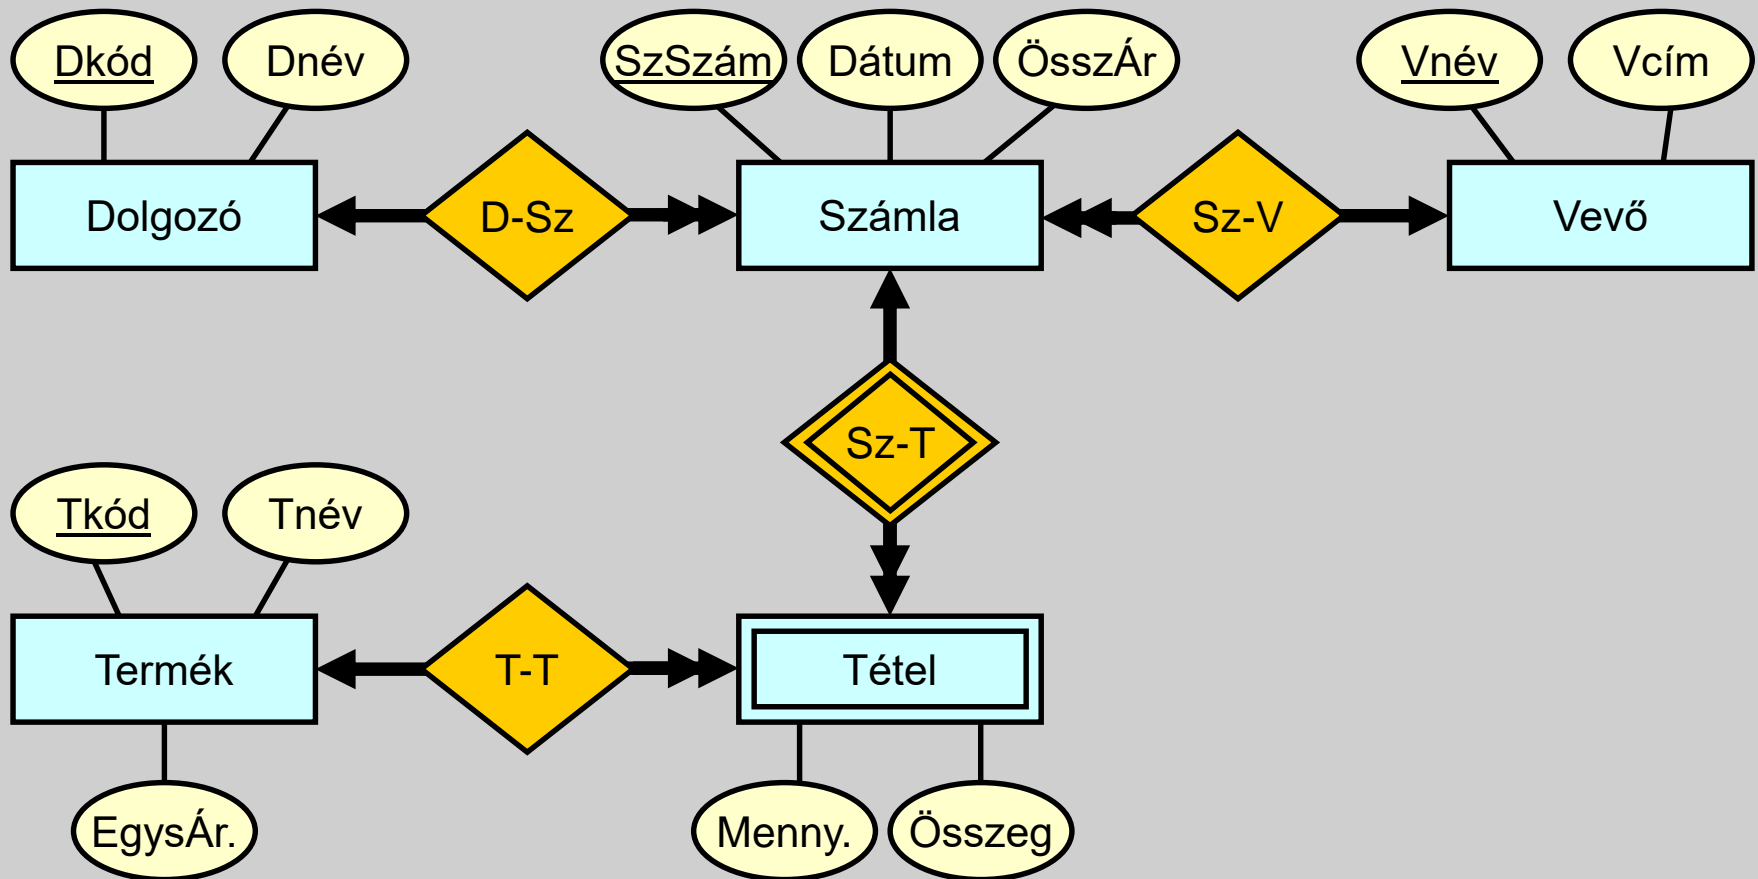 Dkód
Dnév
SzSzám
Dátum
ÖsszÁr
Vnév
Vcím
Dolgozó
D-Sz
Számla
Sz-V
Vevő
Sz-T
Tkód
Tnév
Termék
T-T
Tétel
EgysÁr.
Menny.
Összeg